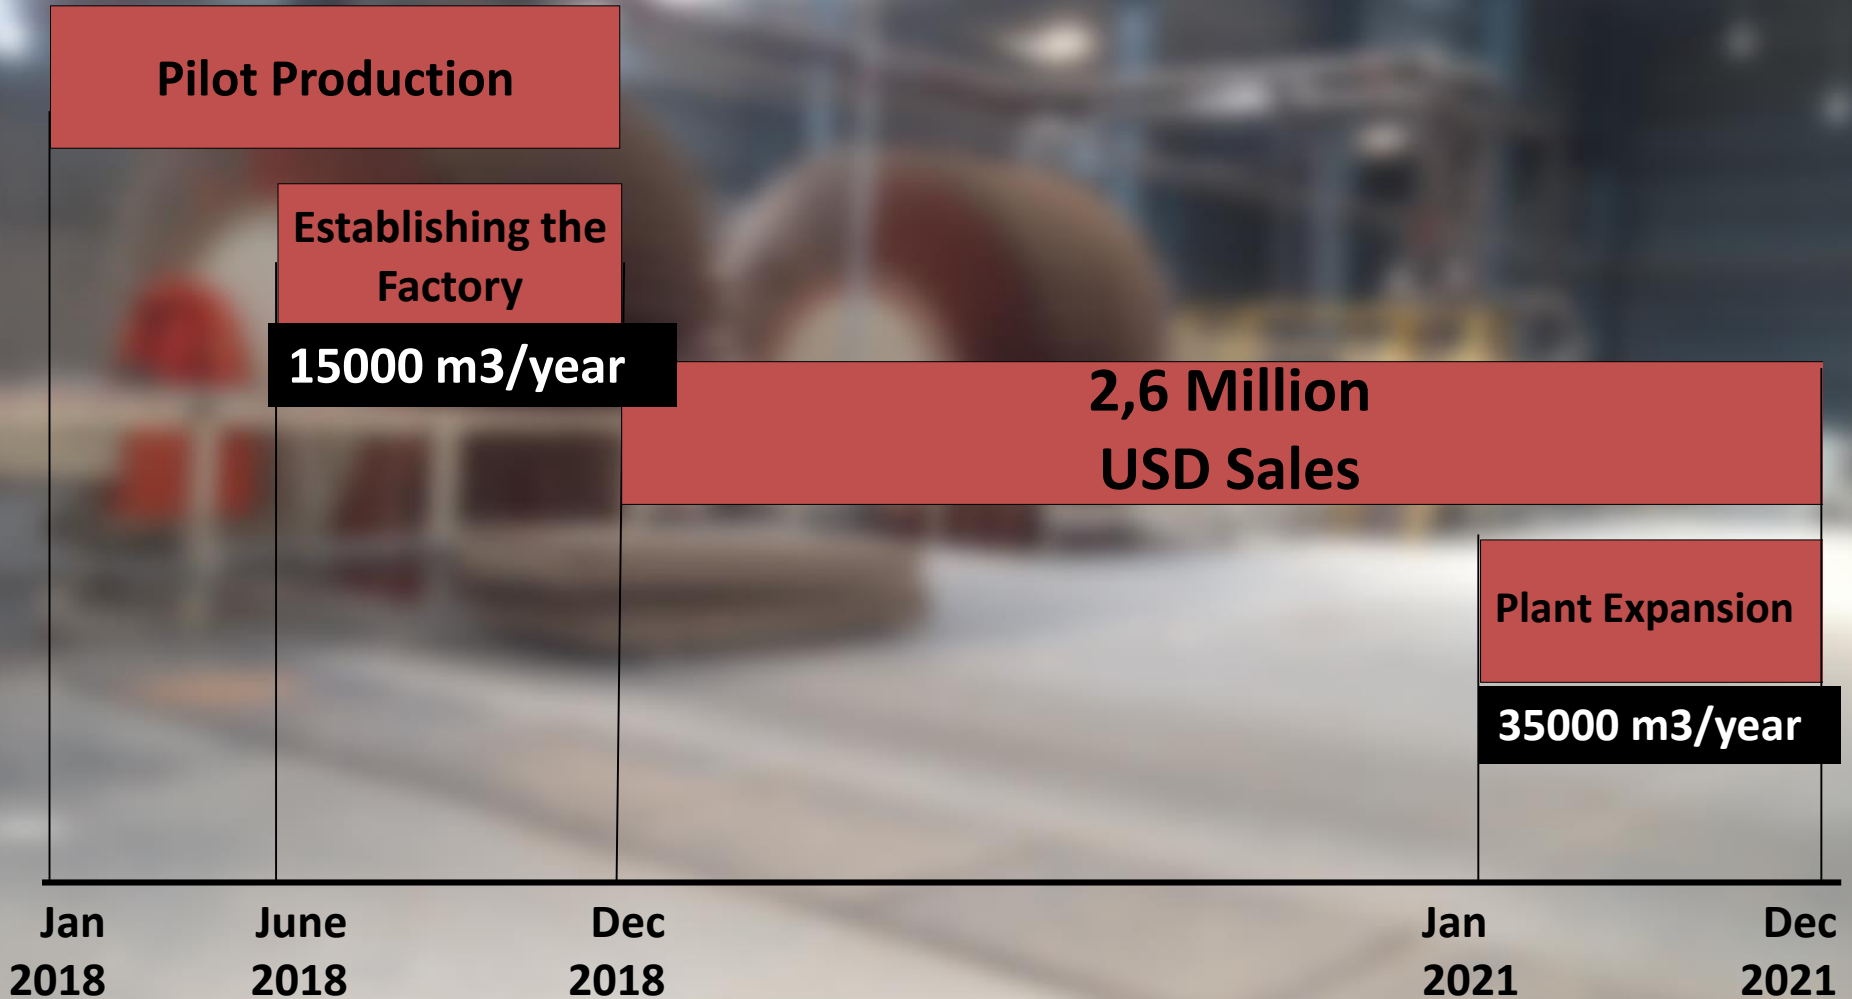 Pilot Production
Establishing the
Factory
15000 m3/year
2,6 Million
USD Sales
Plant Expansion
35000 m3/year
Jan
2018
June
2018
Dec
2018
Jan
2021
Dec
2021